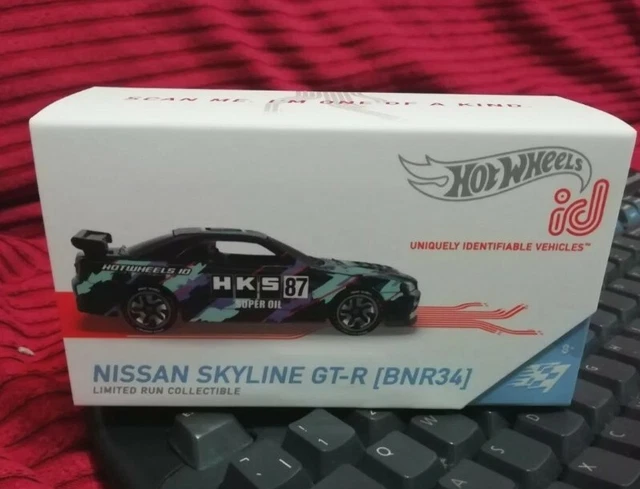 SCAN ME. I'M ONE OF A KIND
HOT WHEELS
id
UNIQUELY IDENTIFIABLE VEHICLES™
HOTWHEELS ID
HKS 87
SUPER OIL
NISSAN SKYLINE GT-R [BNR34]
LIMITED RUN COLLECTIBLE